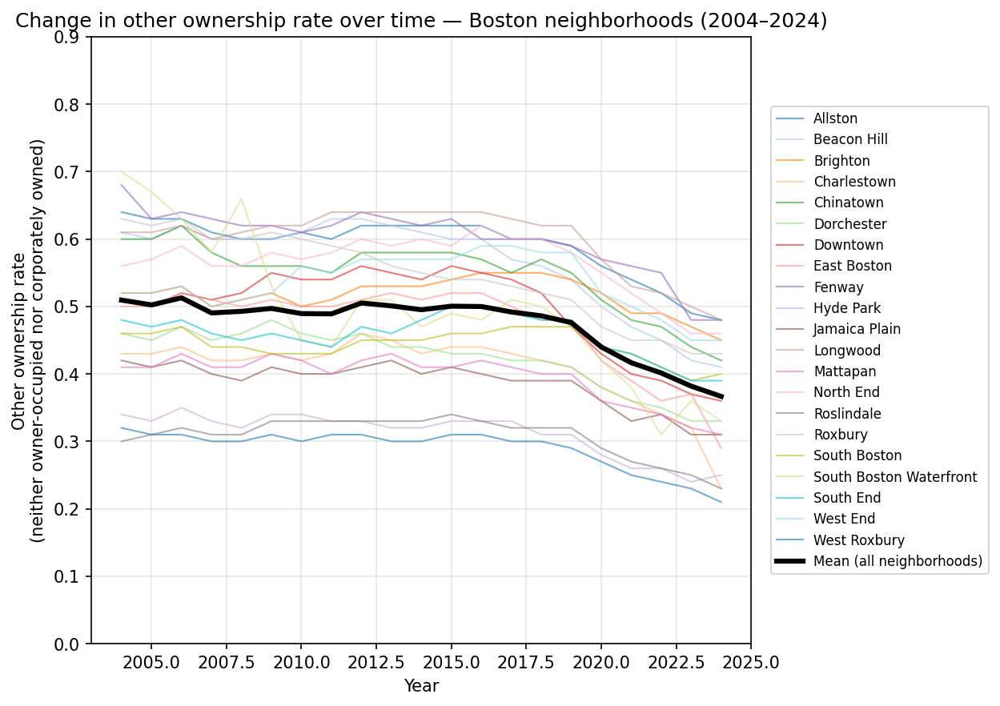 Change in other ownership rate over time — Boston neighborhoods (2004–2024)
Other ownership rate
(neither owner-occupied nor corporately owned)
0.9
0.8
0.7
0.6
0.5
0.4
0.3
0.2
0.1
0.0
2005.0 2007.5 2010.0 2012.5 2015.0 2017.5 2020.0 2022.5 2025.0
Year
Allston
Beacon Hill
Brighton
Charlestown
Chinatown
Dorchester
Downtown
East Boston
Fenway
Hyde Park
Jamaica Plain
Longwood
Mattapan
North End
Roslindale
Roxbury
South Boston
South Boston Waterfront
South End
West End
West Roxbury
Mean (all neighborhoods)